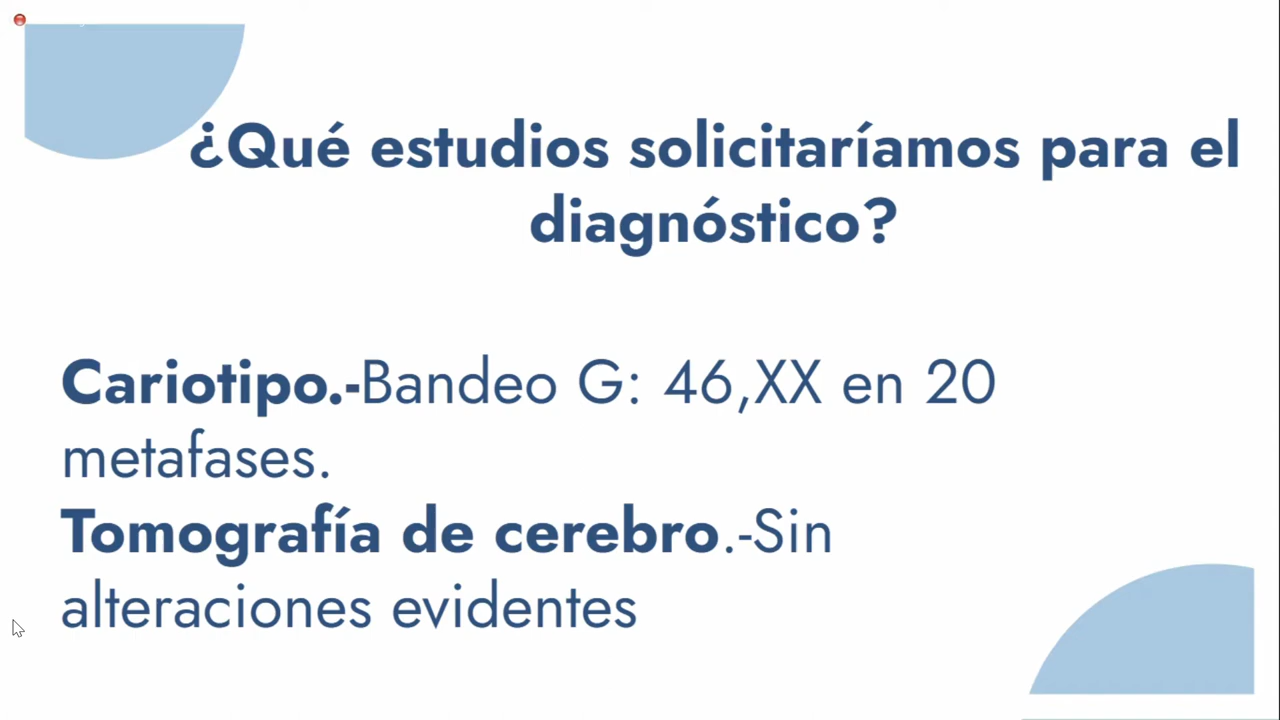 ¿Qué estudios solicitaríamos para el
diagnóstico?
Cariotipo.-Bandeo G: 46,XX en 20
metafases.
Tomografía de cerebro.-Sin
alteraciones evidentes